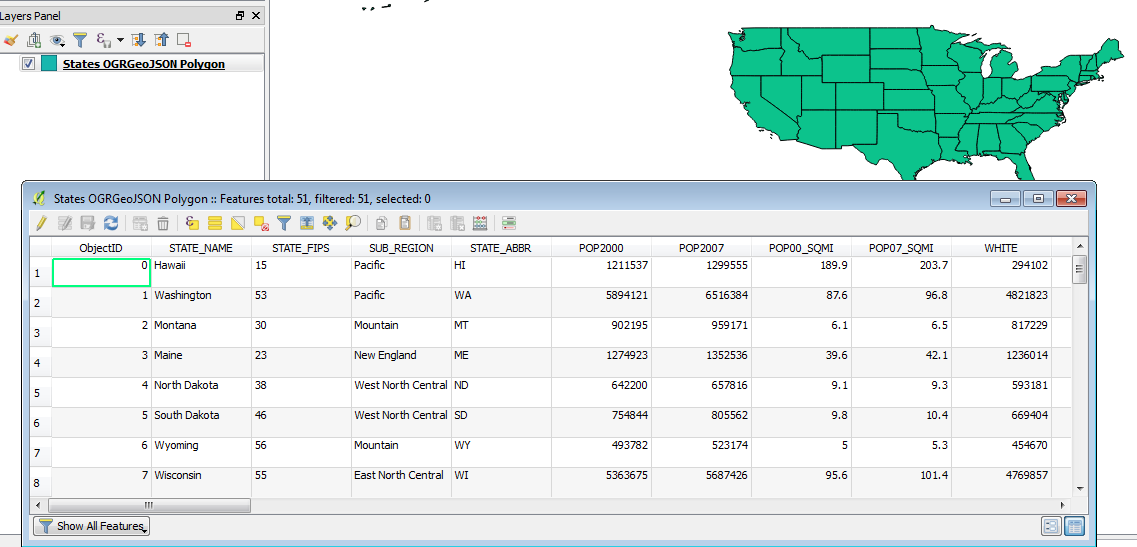 Layers Panel
States OGRGeoJSON Polygon
States OGRGeoJSON Polygon :: Features total: 51, filtered: 51, selected: 0
ObjectID STATE_NAME STATE_FIPS SUB_REGION STATE_ABBR POP2000 POP2007 POP00_SQMI POP07_SQMI WHITE
1 0 Hawaii 15 Pacific HI 1211537 1299555 189.9 203.7 294102
2 1 Washington 53 Pacific WA 5894121 6516384 87.6 96.8 4821823
3 2 Montana 30 Mountain MT 902195 959171 6.1 6.5 817229
4 3 Maine 23 New England ME 1274923 1352536 39.6 42.1 1236014
5 4 North Dakota 38 West North Central ND 642200 657816 9.1 9.3 593181
6 5 South Dakota 46 West North Central SD 754844 805562 9.8 10.4 669404
7 6 Wyoming 56 Mountain WY 493782 523174 5 5.3 454670
8 7 Wisconsin 55 East North Central WI 5363675 5687426 95.6 101.4 4769857
Show All Features